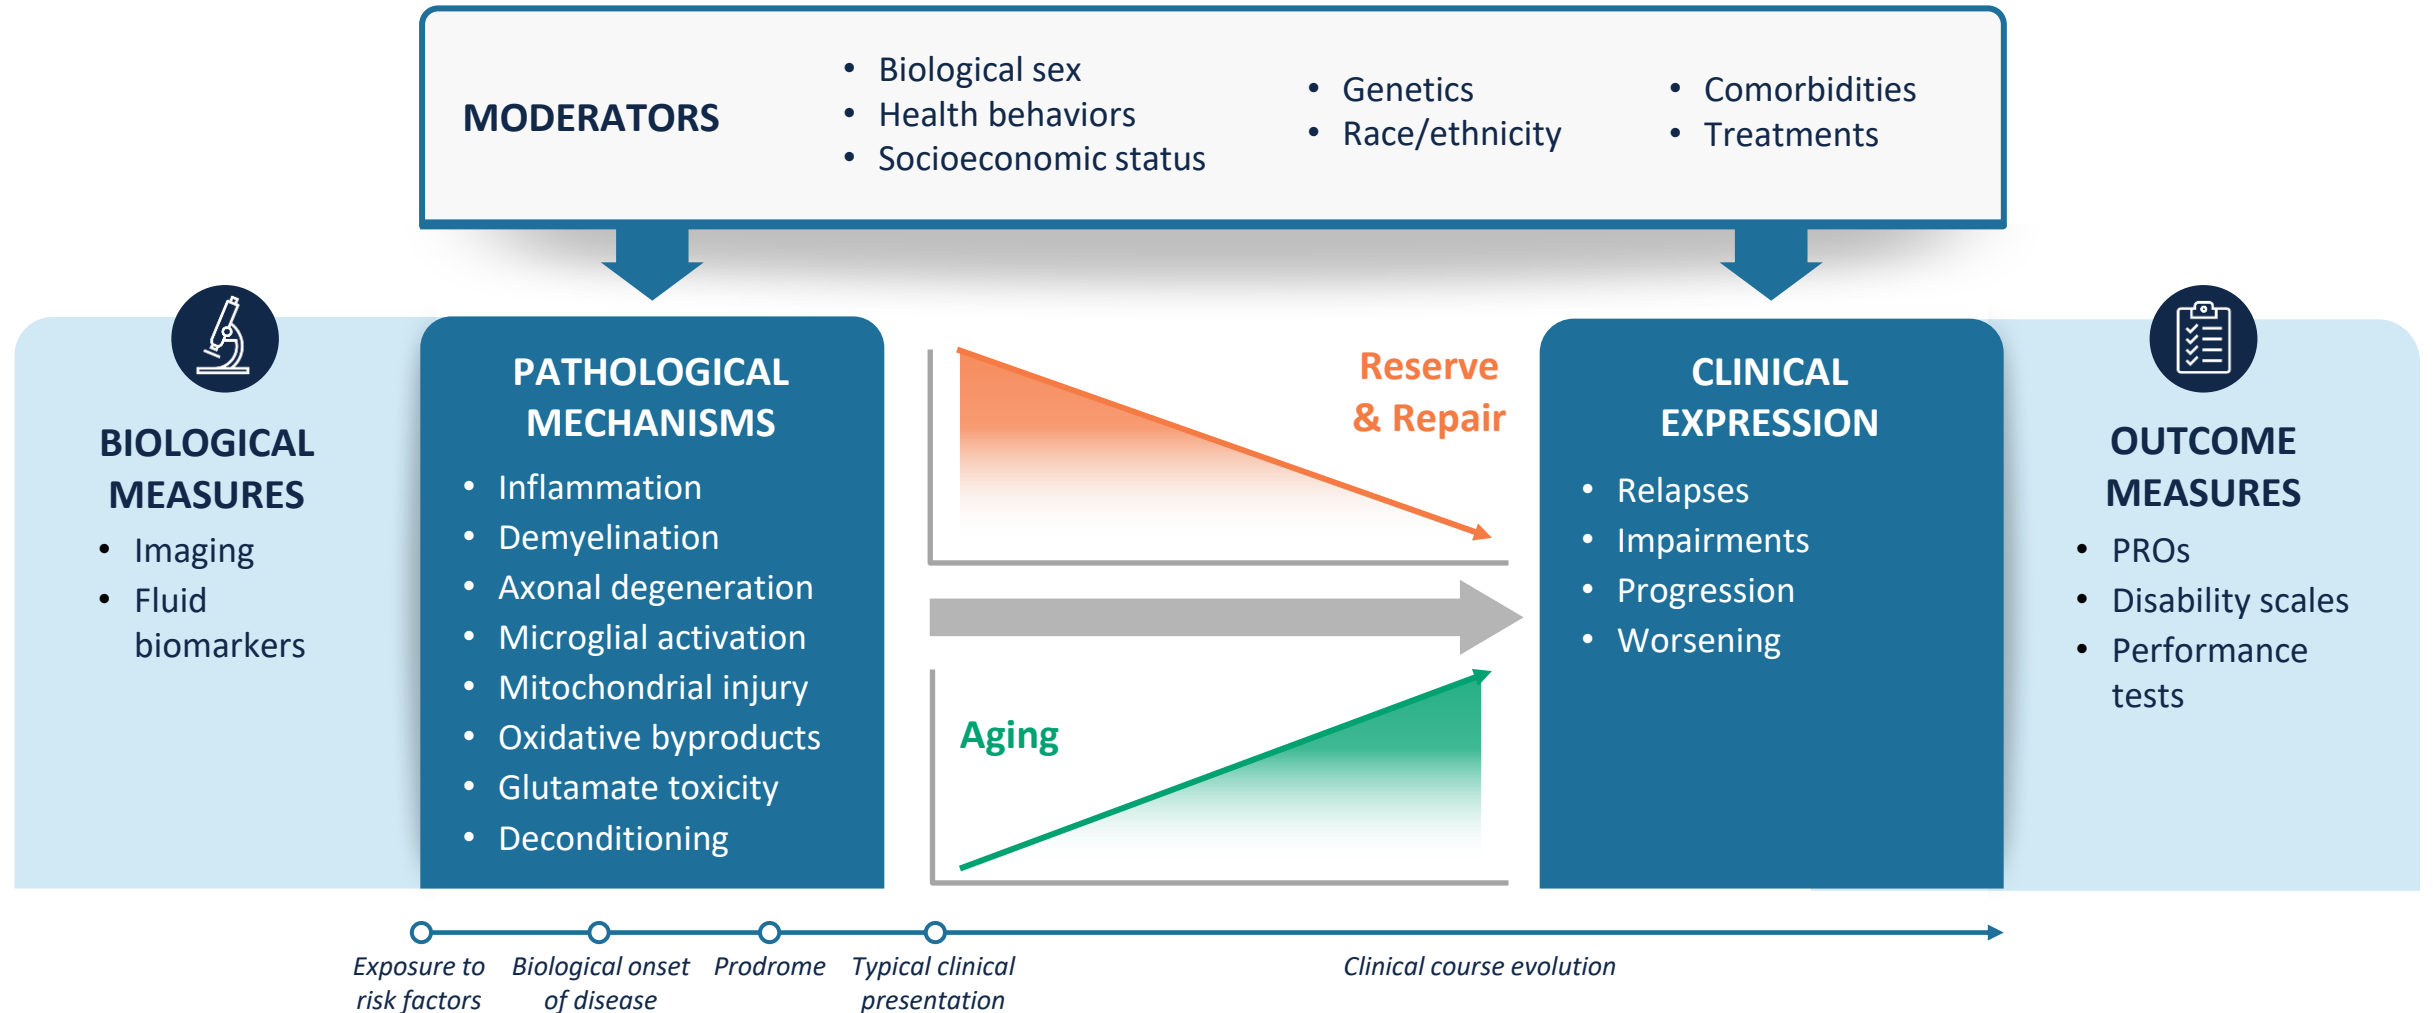 MODERATORS
• Biological sex
• Health behaviors
• Socioeconomic status
• Genetics
• Race/ethnicity
• Comorbidities
• Treatments
BIOLOGICAL
MEASURES
• Imaging
• Fluid
biomarkers
PATHOLOGICAL
MECHANISMS
• Inflammation
• Demyelination
• Axonal degeneration
• Microglial activation
• Mitochondrial injury
• Oxidative byproducts
• Glutamate toxicity
• Deconditioning
Reserve
& Repair
Aging
CLINICAL
EXPRESSION
• Relapses
• Impairments
• Progression
• Worsening
OUTCOME
MEASURES
• PROs
• Disability scales
• Performance
tests
Exposure to
risk factors
Biological onset
of disease
Prodrome
Typical clinical
presentation
Clinical course evolution